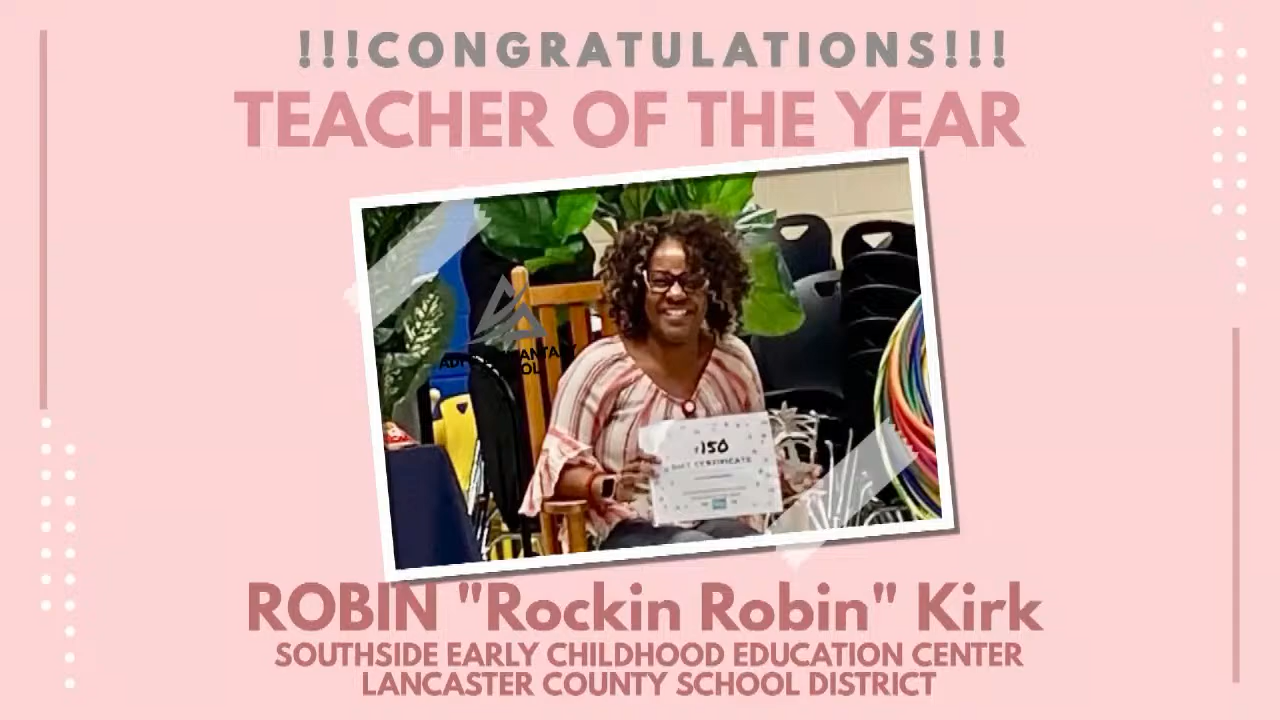 !!!CONGRATULATIONS!!!
TEACHER OF THE YEAR
150
CERTIFICATE
ROBIN "Rockin Robin" Kirk
SOUTHSIDE EARLY CHILDHOOD EDUCATION CENTER
LANCASTER COUNTY SCHOOL DISTRICT